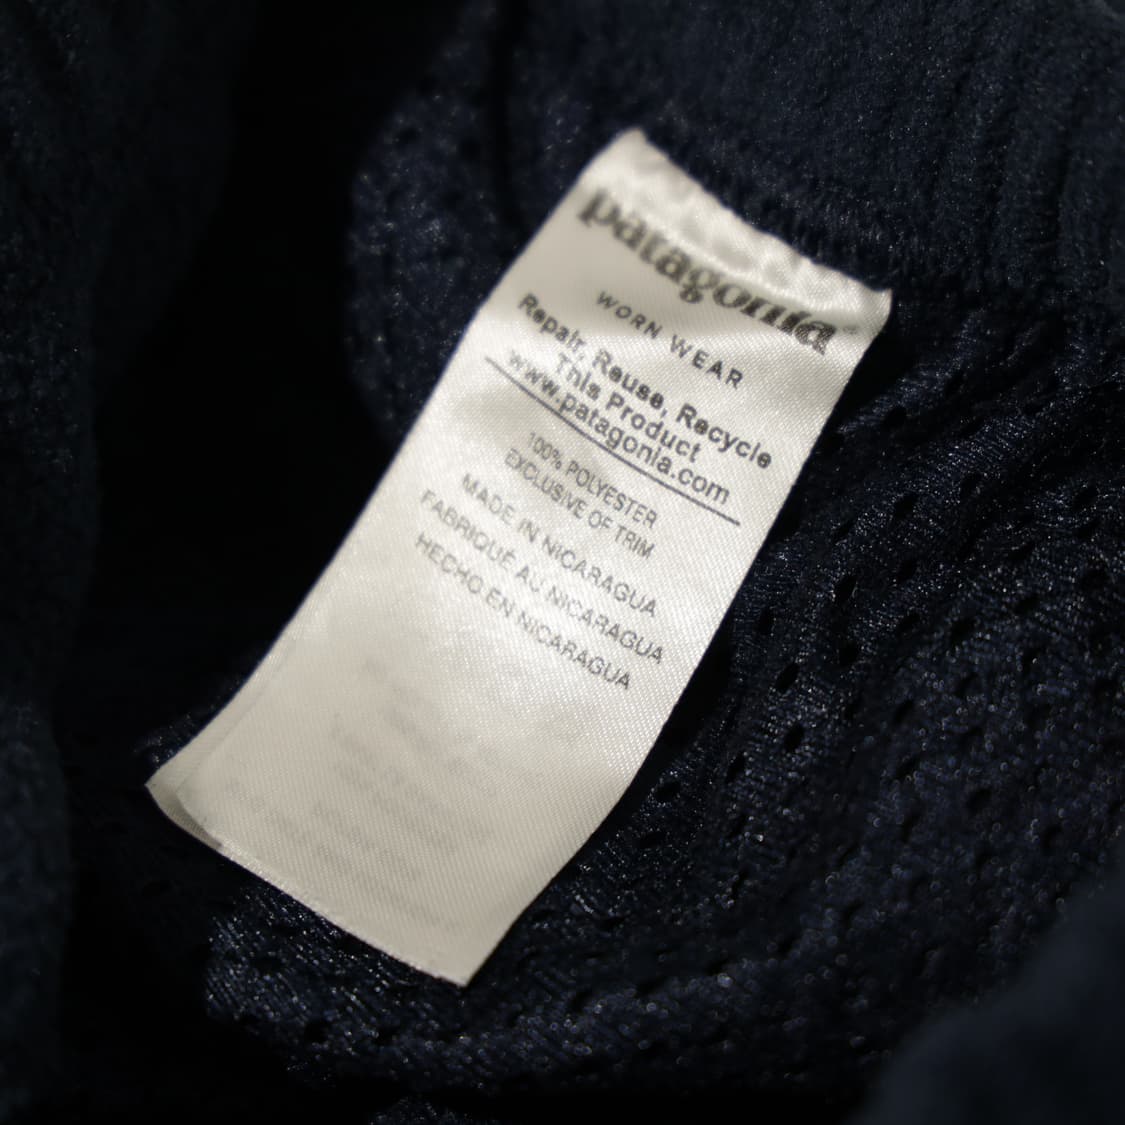 patagonia
WORN WEAR
Repair, Reuse, Recycle
This Product
www.patagonia.com
100% POLYESTER
EXCLUSIVE OF TRIM
MADE IN NICARAGUA
FABRIQUÉ AU NICARAGUA
HECHO EN NICARAGUA